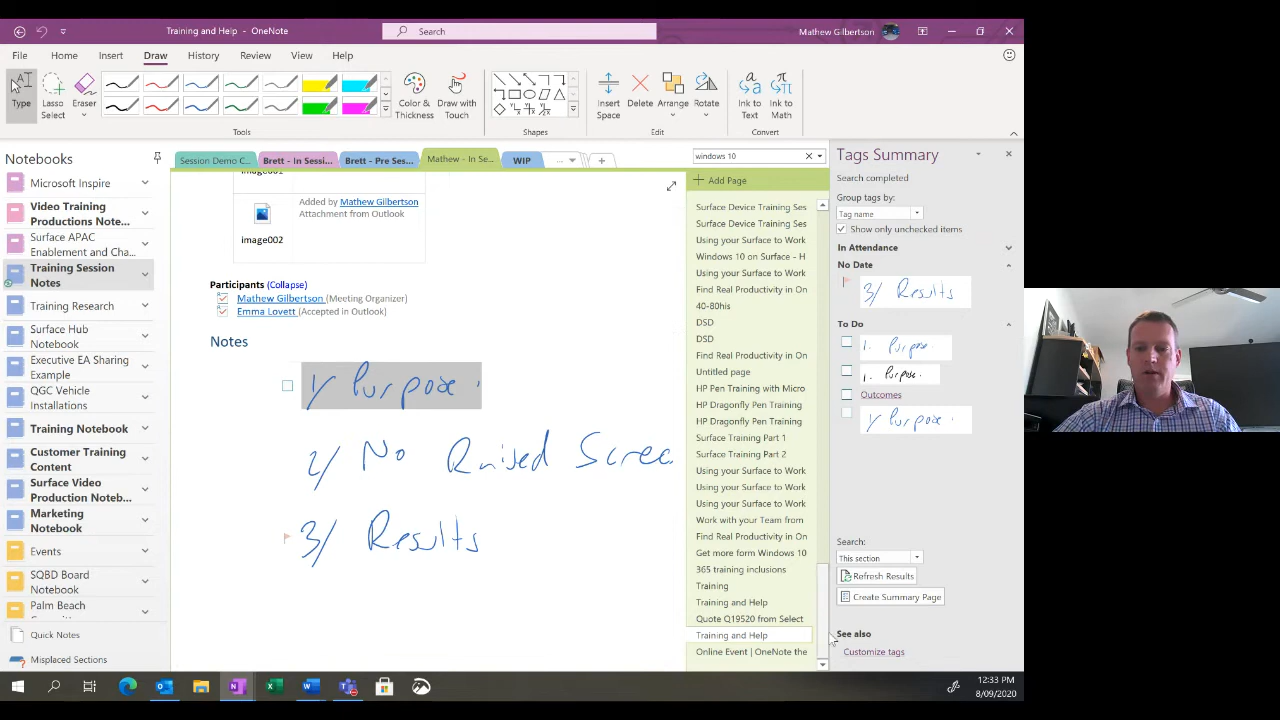 Training and Help - OneNote
Search
Mathew Gilbertson
File
Home
Insert
Draw
History
Review
View
Help
Type
Lasso
Select
Eraser
Color &
Thickness
Draw with
Touch
Insert
Space
Delete
Arrange
Rotate
Ink to
Text
Ink to
Math
Tools
Shapes
Edit
Convert
Notebooks
Microsoft Inspire
Video Training
Productions Note...
Surface APAC
Enablement and Cha...
Training Session
Notes
Training Research
Surface Hub
Notebook
Executive EA Sharing
Example
QGC Vehicle
Installations
Training Notebook
Customer Training
Content
Surface Video
Production Noteb...
Marketing
Notebook
Events
SQBD Board
Notebook
Palm Beach
Quick Notes
Misplaced Sections
Session Demo C...
Brett - In Sessi...
Brett - Pre Ses...
Mathew - In Se...
WIP
...
windows 10
image001
Added by Mathew Gilbertson
Attachment from Outlook
image002
Participants (Collapse)
Mathew Gilbertson (Meeting Organizer)
Emma Lovett (Accepted in Outlook)
Notes
1/ Purpose .
2/ No Raised Scree
3/ Results
Add Page
Surface Device Training Ses
Surface Device Training Ses
Using your Surface to Work
Windows 10 on Surface - H
Using your Surface to Work
Find Real Productivity in On
40-80his
DSD
DSD
Find Real Productivity in On
Untitled page
HP Pen Training with Micro
HP Dragonfly Pen Training
HP Dragonfly Pen Training
Surface Training Part 1
Surface Training Part 2
Using your Surface to Work
Using your Surface to Work
Using your Surface to Work
Work with your Team from
Find Real Productivity in On
Get more form Windows 10
365 training inclusions
Training
Training and Help
Quote Q19520 from Select
Training and Help
Online Event | OneNote the
Tags Summary
Search completed
Group tags by:
Tag name
Show only unchecked items
In Attendance
No Date
3/ Results
To Do
1. Purpose.
1. Purpose.
Outcomes
1/ Purpose .
Search:
This section
Refresh Results
Create Summary Page
See also
Customize tags
12:33 PM
8/09/2020